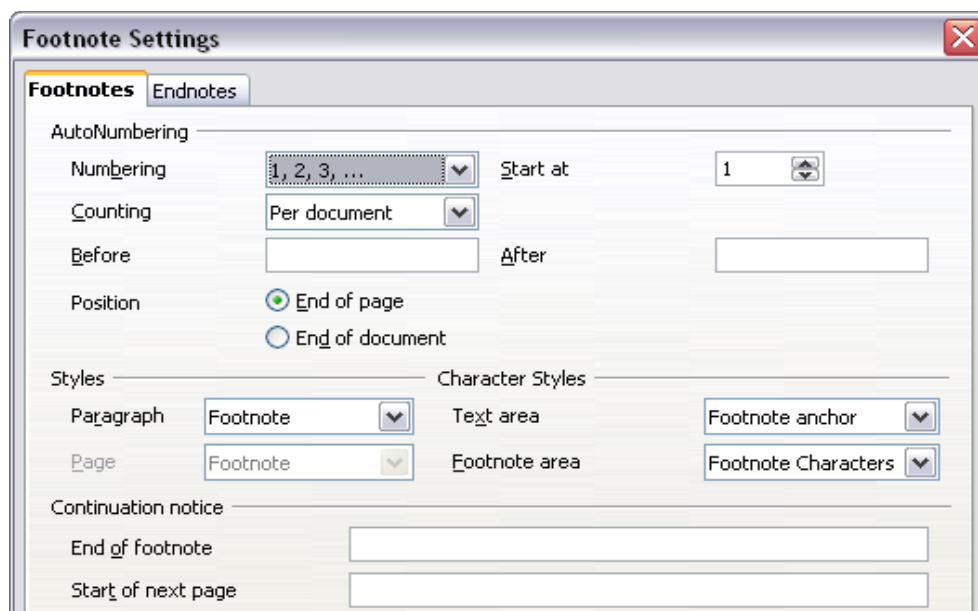 Footnote Settings
Footnotes Endnotes
AutoNumbering
Numbering 1, 2, 3, ... Start at 1
Counting Per document
Before After
Position End of page
End of document
Styles Character Styles
Paragraph Footnote Text area Footnote anchor
Page Footnote Footnote area Footnote Characters
Continuation notice
End of footnote
Start of next page